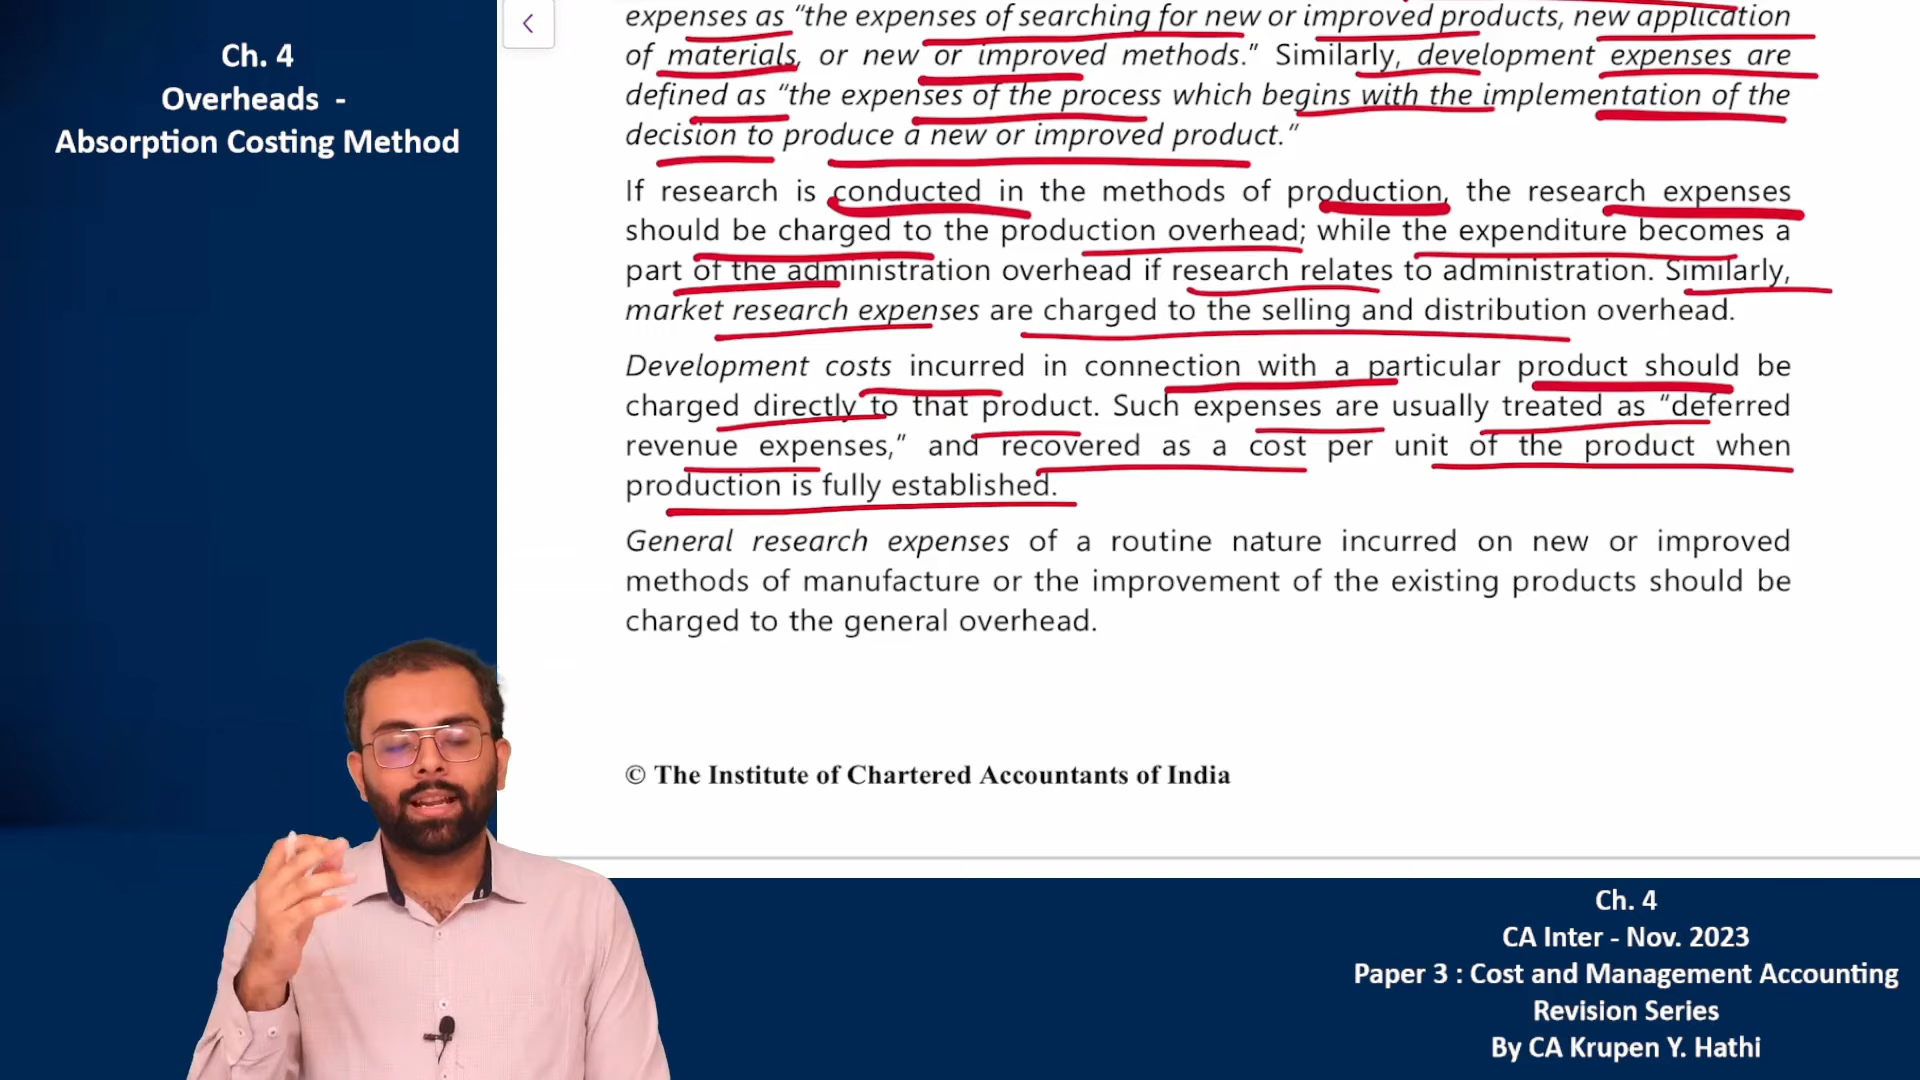 Ch. 4
Overheads -
Absorption Costing Method
expenses as “the expenses of searching for new or improved products, new application
of materials, or new or improved methods.” Similarly, development expenses are
defined as “the expenses of the process which begins with the implementation of the
decision to produce a new or improved product.”
If research is conducted in the methods of production, the research expenses
should be charged to the production overhead; while the expenditure becomes a
part of the administration overhead if research relates to administration. Similarly,
market research expenses are charged to the selling and distribution overhead.
Development costs incurred in connection with a particular product should be
charged directly to that product. Such expenses are usually treated as “deferred
revenue expenses,” and recovered as a cost per unit of the product when
production is fully established.
General research expenses of a routine nature incurred on new or improved
methods of manufacture or the improvement of the existing products should be
charged to the general overhead.
© The Institute of Chartered Accountants of India
Ch. 4
CA Inter - Nov. 2023
Paper 3 : Cost and Management Accounting
Revision Series
By CA Krupen Y. Hathi